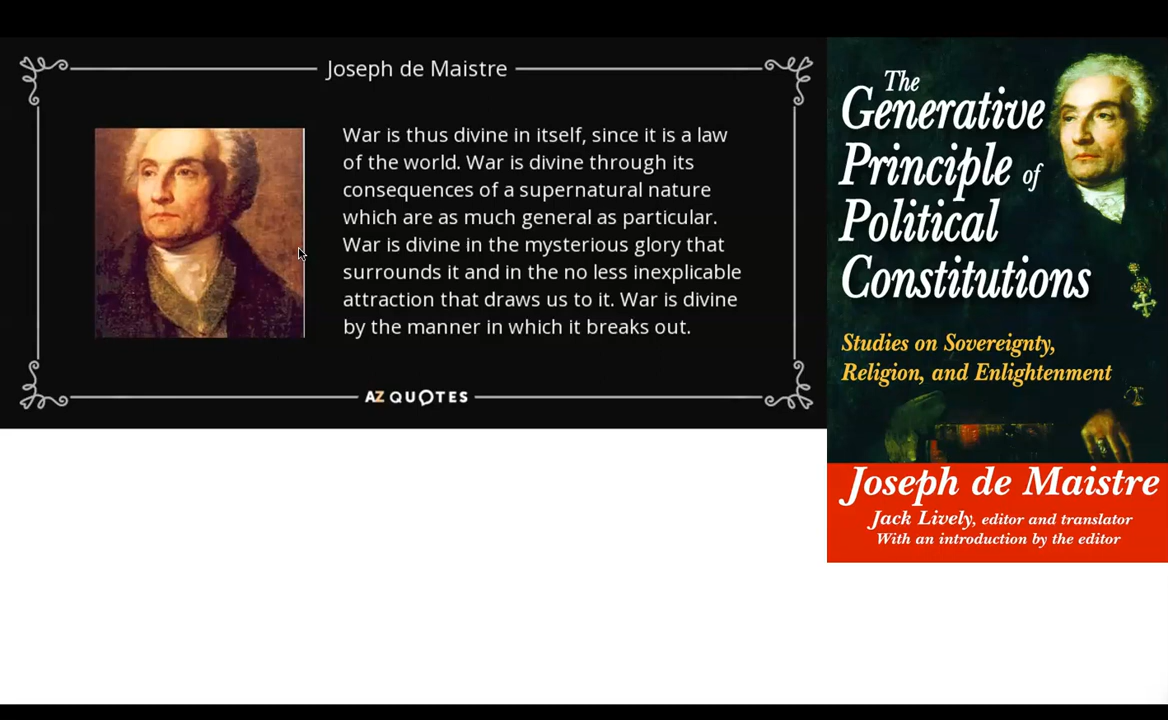 Joseph de Maistre
War is thus divine in itself, since it is a law
of the world. War is divine through its
consequences of a supernatural nature
which are as much general as particular.
War is divine in the mysterious glory that
surrounds it and in the no less inexplicable
attraction that draws us to it. War is divine
by the manner in which it breaks out.
AZ QUOTES
The
Generative
Principle of
Political
Constitutions
Studies on Sovereignty,
Religion, and Enlightenment
Joseph de Maistre
Jack Lively, editor and translator
With an introduction by the editor